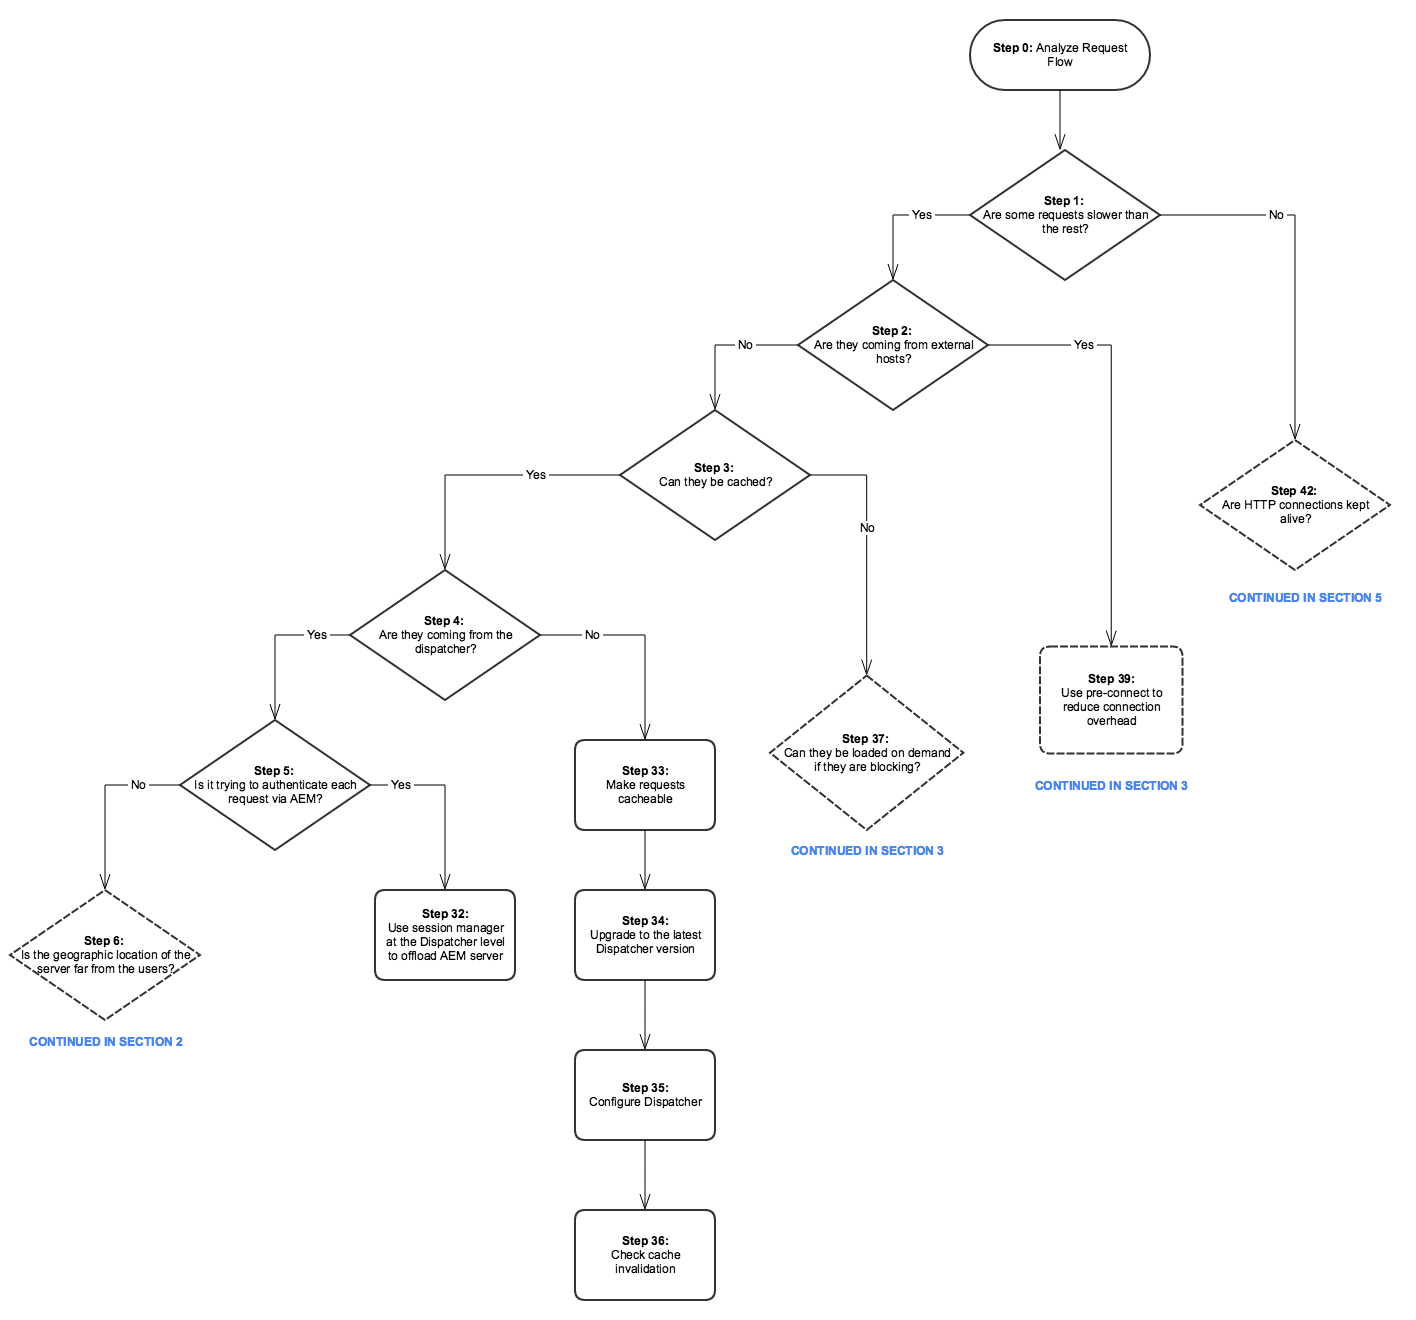 Step 0: Analyze Request
Flow
Step 1:
Are some requests slower than
the rest?
Yes
No
Step 2:
Are they coming from external
hosts?
No
Yes
Step 3:
Can they be cached?
Yes
No
Step 42:
Are HTTP connections kept
alive?
CONTINUED IN SECTION 5
Step 4:
Are they coming from the
dispatcher?
Yes
No
Step 39:
Use pre-connect to
reduce connection
overhead
CONTINUED IN SECTION 3
Step 37:
Can they be loaded on demand
if they are blocking?
CONTINUED IN SECTION 3
Step 5:
Is it trying to authenticate each
request via AEM?
No
Yes
Step 33:
Make requests
cacheable
Step 6:
Is the geographic location of the
server far from the users?
CONTINUED IN SECTION 2
Step 32:
Use session manager
at the Dispatcher level
to offload AEM server
Step 34:
Upgrade to the latest
Dispatcher version
Step 35:
Configure Dispatcher
Step 36:
Check cache
invalidation